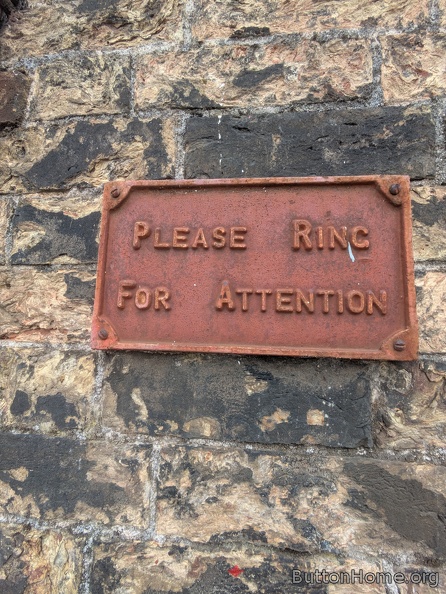 Please Ring
For Attention
ButtonHome.org